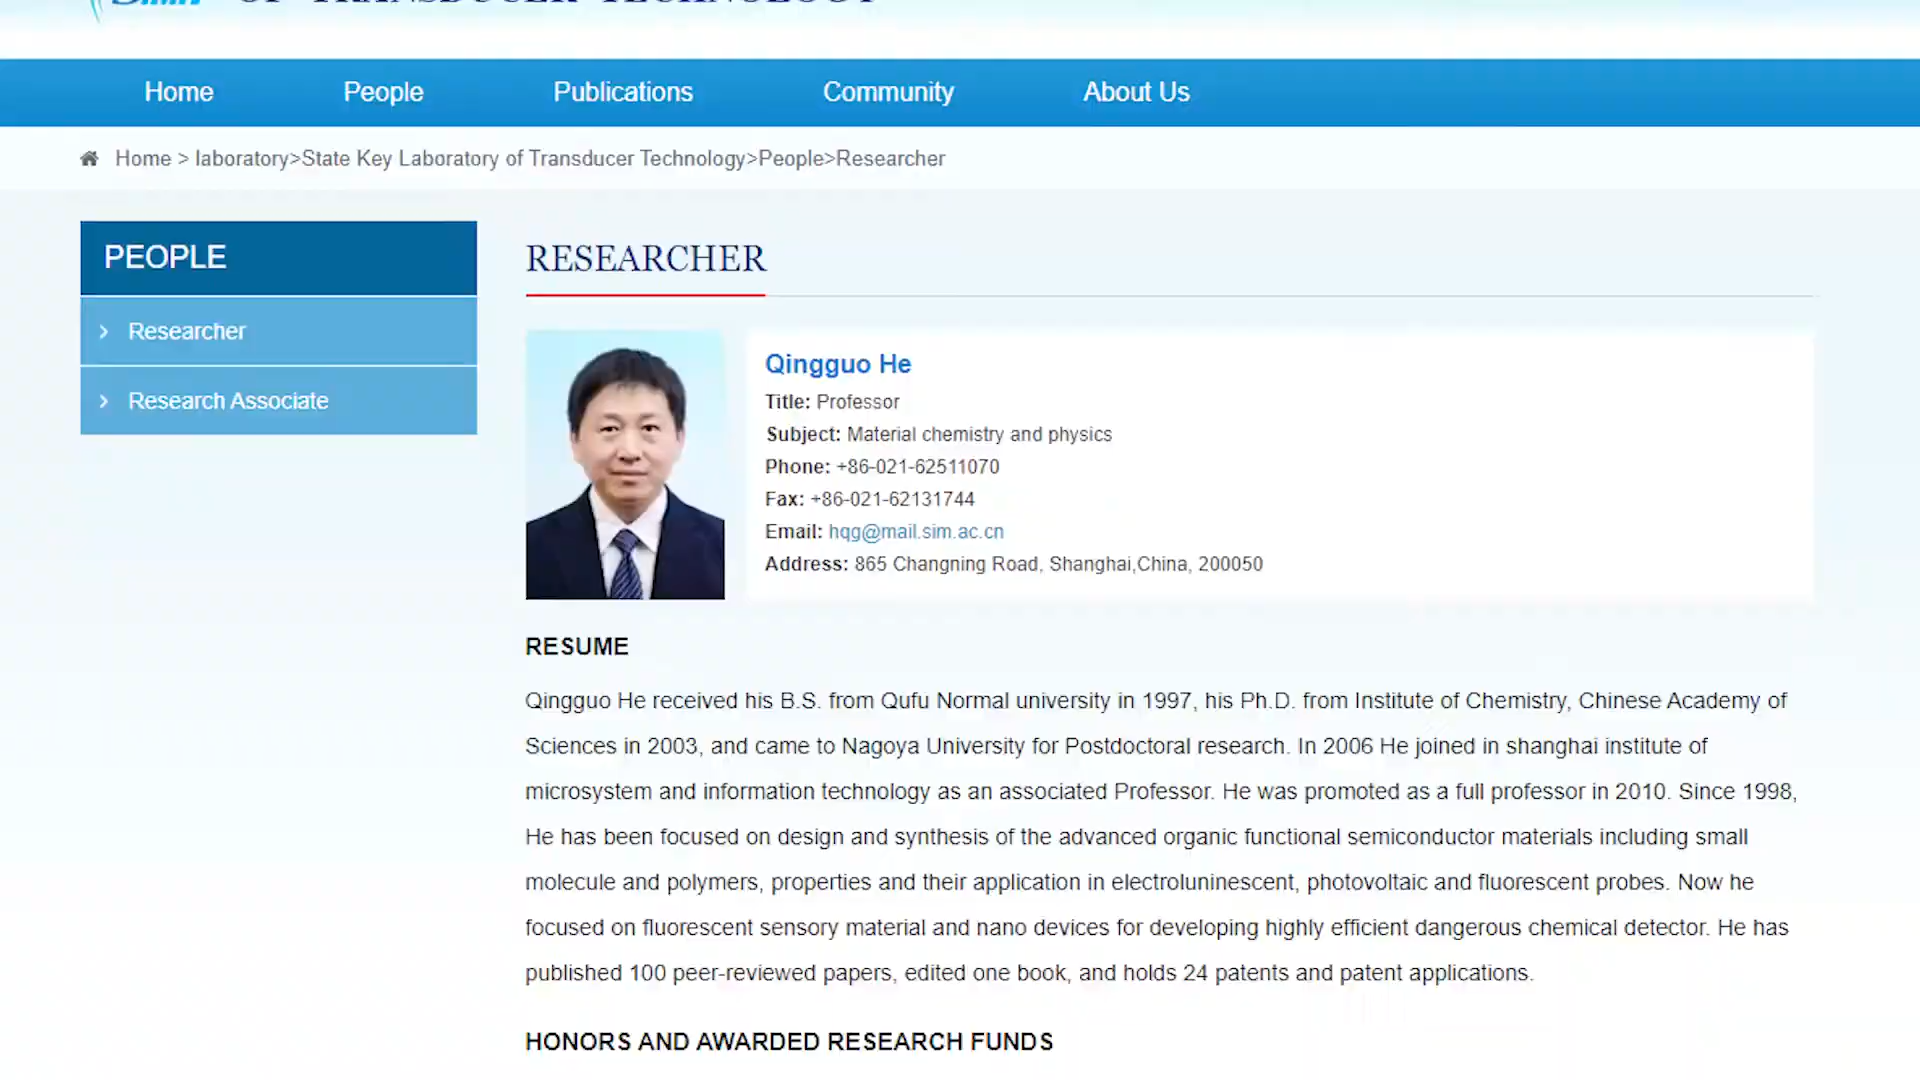 OF TRANSDUCER TECHNOLOGY
Home People Publications Community About Us
Home > laboratory>State Key Laboratory of Transducer Technology>People>Researcher
PEOPLE
› Researcher
› Research Associate
RESEARCHER
Qingguo He
Title: Professor
Subject: Material chemistry and physics
Phone: +86-021-62511070
Fax: +86-021-62131744
Email: hqg@mail.sim.ac.cn
Address: 865 Changning Road, Shanghai,China, 200050
RESUME
Qingguo He received his B.S. from Qufu Normal university in 1997, his Ph.D. from Institute of Chemistry, Chinese Academy of
Sciences in 2003, and came to Nagoya University for Postdoctoral research. In 2006 He joined in shanghai institute of
microsystem and information technology as an associated Professor. He was promoted as a full professor in 2010. Since 1998,
He has been focused on design and synthesis of the advanced organic functional semiconductor materials including small
molecule and polymers, properties and their application in electroluninescent, photovoltaic and fluorescent probes. Now he
focused on fluorescent sensory material and nano devices for developing highly efficient dangerous chemical detector. He has
published 100 peer-reviewed papers, edited one book, and holds 24 patents and patent applications.
HONORS AND AWARDED RESEARCH FUNDS